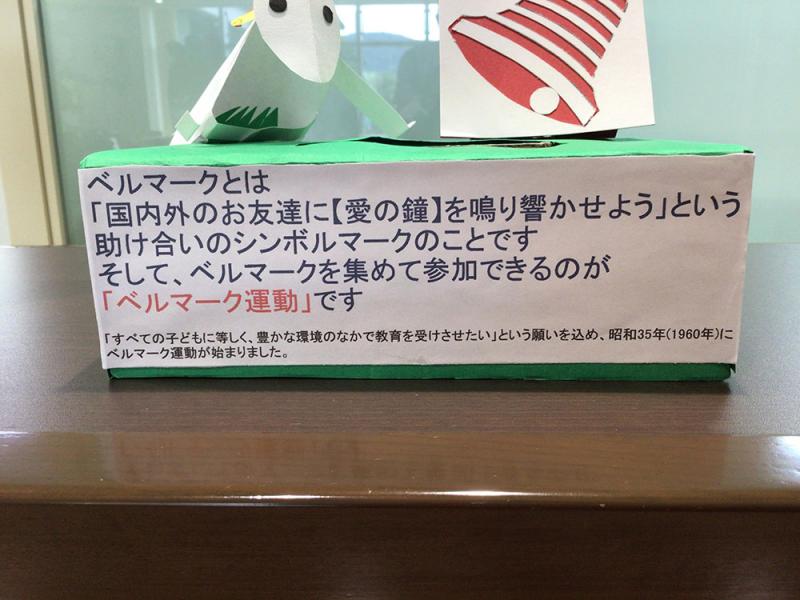 ベルマークとは
「国内外のお友達に【愛の鐘】を鳴り響かせよう」という
助け合いのシンボルマークのことです
そして、ベルマークを集めて参加できるのが
「ベルマーク運動」です
「すべての子どもに等しく、豊かな環境のなかで教育を受けさせたい」という願いを込め、昭和35年(1960年)に
ベルマーク運動が始まりました。